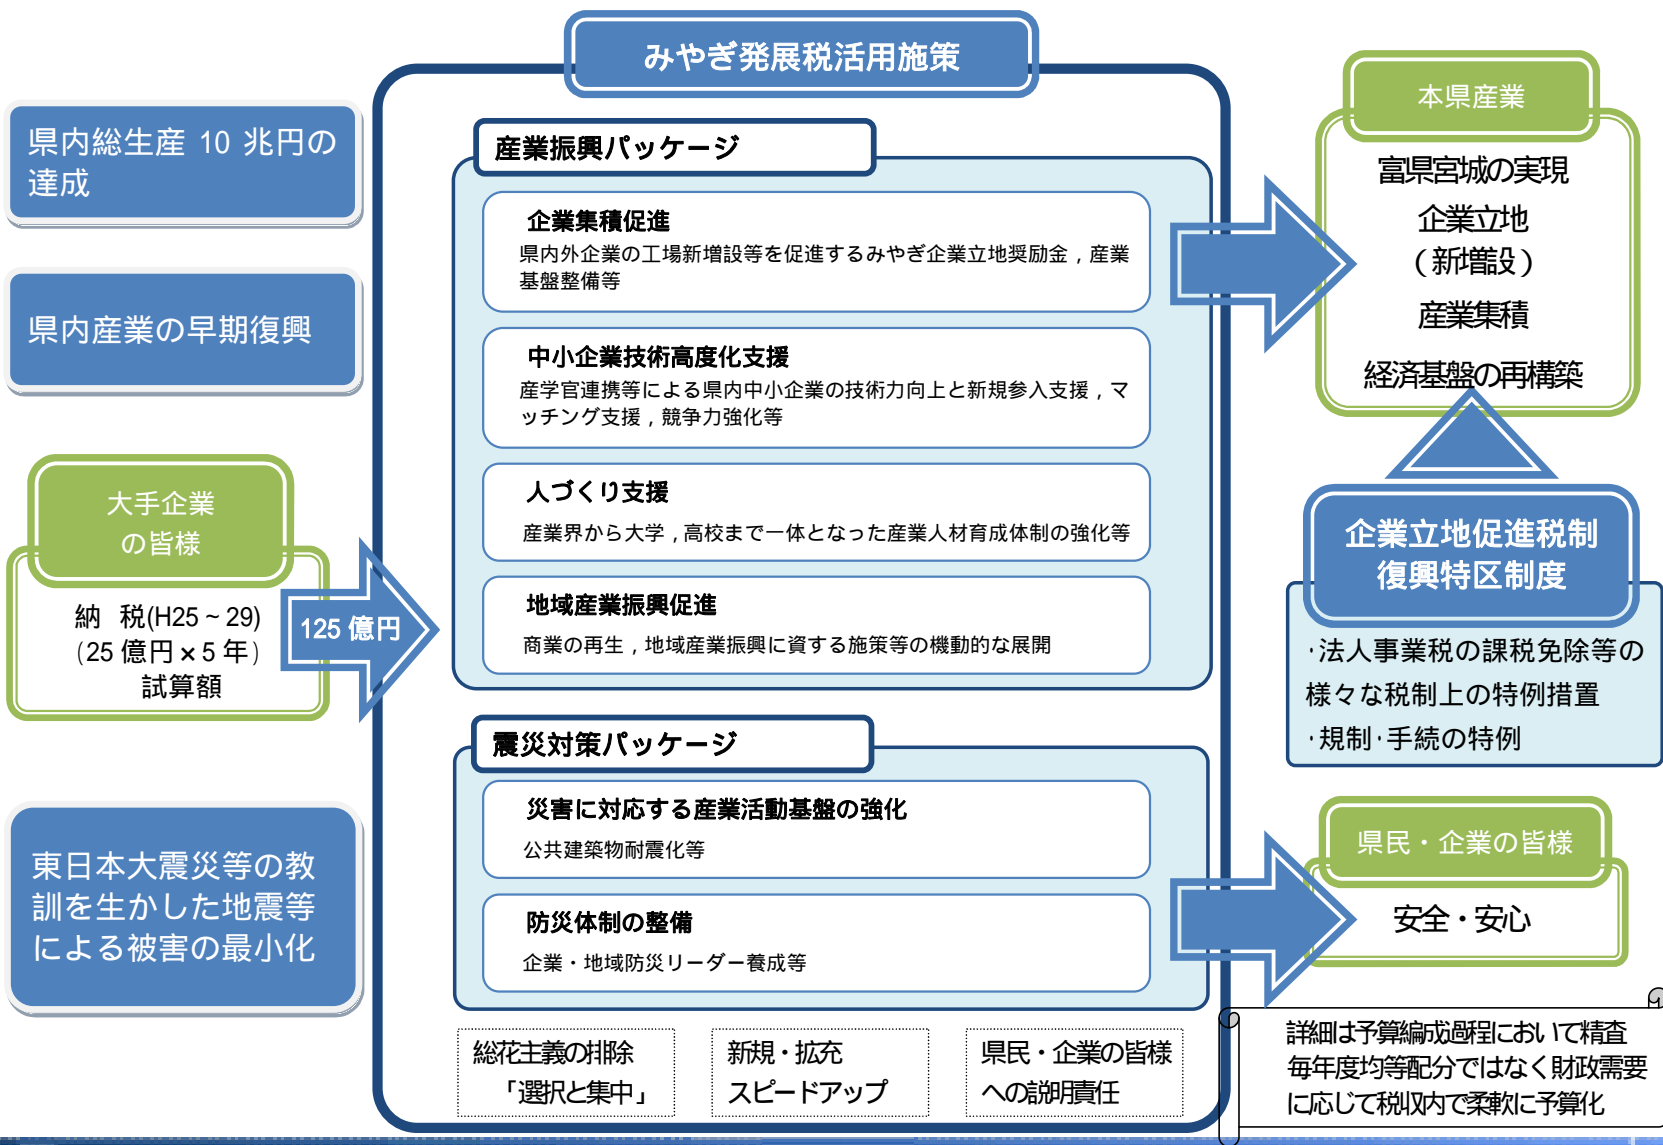 みやぎ発展税活用施策
県内総生産 10 兆円の
達成
県内産業の早期復興
大手企業
の皆様
納　税(H25～29)
(25 億円×5 年)
試算額
125 億円
東日本大震災等の教
訓を生かした地震等
による被害の最小化
産業振興パッケージ
企業集積促進
県内外企業の工場新増設等を促進するみやぎ企業立地奨励金，産業
基盤整備等
中小企業技術高度化支援
産学官連携等による県内中小企業の技術力向上と新規参入支援，マ
ッチング支援，競争力強化等
人づくり支援
産業界から大学，高校まで一体となった産業人材育成体制の強化等
地域産業振興促進
商業の再生，地域産業振興に資する施策等の機動的な展開
震災対策パッケージ
災害に対応する産業活動基盤の強化
公共建築物耐震化等
防災体制の整備
企業・地域防災リーダー養成等
総花主義の排除
「選択と集中」
新規・拡充
スピードアップ
県民・企業の皆様
への説明責任
本県産業
富県宮城の実現
企業立地
（新増設）
産業集積
経済基盤の再構築
企業立地促進税制
復興特区制度
・法人事業税の課税免除等の
様々な税制上の特例措置
・規制・手続の特例
県民・企業の皆様
安全・安心
詳細は予算編成過程において精査
毎年度均等配分ではなく財政需要
に応じて税収内で柔軟に予算化